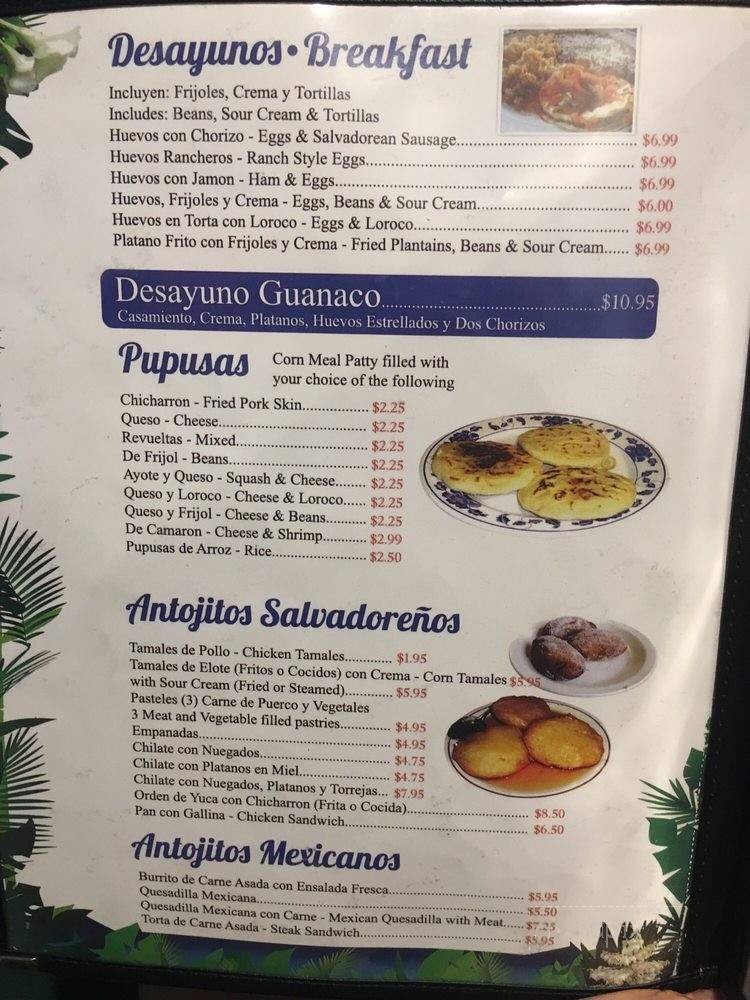 Desayunos • Breakfast
Incluyen: Frijoles, Crema y Tortillas
Includes: Beans, Sour Cream & Tortillas
Huevos con Chorizo - Eggs & Salvadorean Sausage........................................ $6.99
Huevos Rancheros - Ranch Style Eggs............................................................ $6.99
Huevos con Jamon - Ham & Eggs.................................................................. $6.99
Huevos, Frijoles y Crema - Eggs, Beans & Sour Cream.................................. $6.00
Huevos en Torta con Loroco - Eggs & Loroco................................................ $6.99
Platano Frito con Frijoles y Crema - Fried Plantains, Beans & Sour Cream...... $6.99
Desayuno Guanaco..................................................$10.95
Casamiento, Crema, Platanos, Huevos Estrellados y Dos Chorizos
Pupusas
Corn Meal Patty filled with
your choice of the following
Chicharron - Fried Pork Skin................. $2.25
Queso - Cheese...................................... $2.25
Revueltas - Mixed.................................. $2.25
De Frijol - Beans................................... $2.25
Ayote y Queso - Squash & Cheese........ $2.25
Queso y Loroco - Cheese & Loroco...... $2.25
Queso y Frijol - Cheese & Beans........... $2.25
De Camaron - Cheese & Shrimp............ $2.99
Pupusas de Arroz - Rice......................... $2.50
Antojitos Salvadoreños
Tamales de Pollo - Chicken Tamales............ $1.95
Tamales de Elote (Fritos o Cocidos) con Crema - Corn Tamales $5.95
with Sour Cream (Fried or Steamed)............ $5.95
Pasteles (3) Carne de Puerco y Vegetales
3 Meat and Vegetable filled pastries............. $4.95
Empanadas..................................................... $4.95
Chilate con Nuegados..................................... $4.75
Chilate con Platanos en Miel......................... $4.75
Chilate con Nuegados, Platanos y Torrejas... $7.95
Orden de Yuca con Chicharron (Frita o Cocida)............................... $8.50
Pan con Gallina - Chicken Sandwich.............................................. $6.50
Antojitos Mexicanos
Burrito de Carne Asada con Ensalada Fresca.................................. $5.95
Quesadilla Mexicana..................................................................... $5.50
Quesadilla Mexicana con Carne - Mexican Quesadilla with Meat..... $7.25
Torta de Carne Asada - Steak Sandwich......................................... $5.95